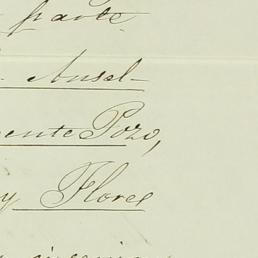 parte
Ansel-
ente Pozo,
y Flores